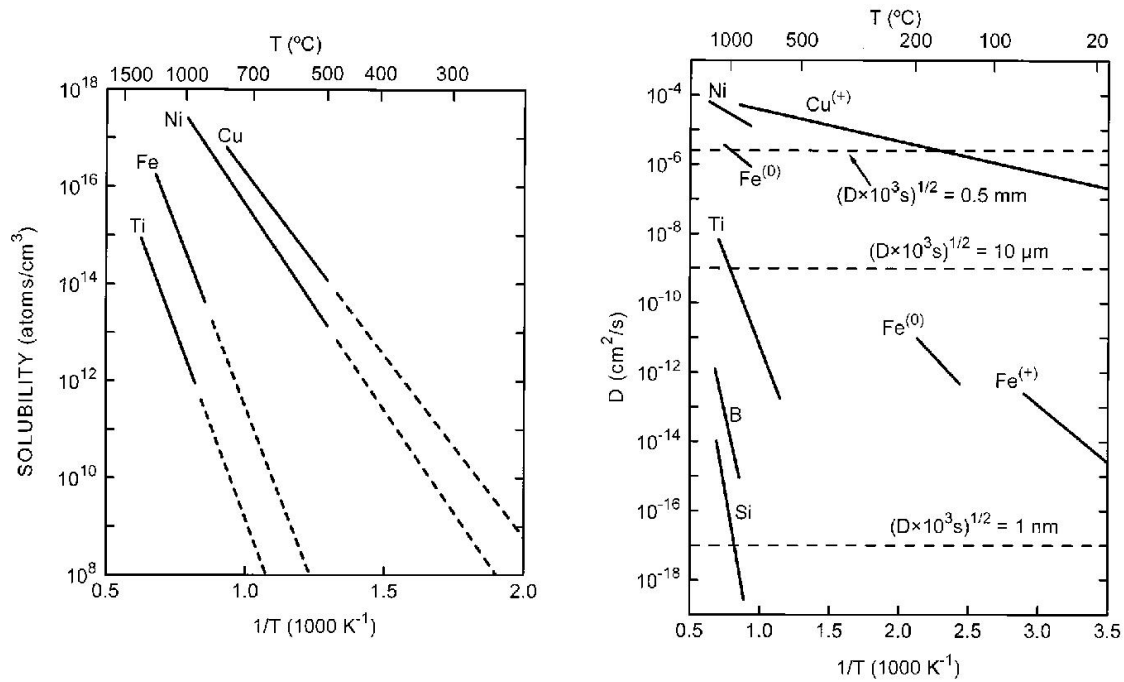 T (ºC)
1500 1000 700 500 400 300
10^18
10^16
10^14
10^12
10^10
10^8
SOLUBILITY (atoms/cm^3)
Ni
Cu
Fe
Ti
0.5 1.0 1.5 2.0
1/T (1000 K^-1)
T (ºC)
1000 500 200 100 20
10^-4
10^-6
10^-8
10^-10
10^-12
10^-14
10^-16
10^-18
D (cm^2/s)
Ni
Cu^(+)
Fe^(0)
(D×10^3s)^1/2 = 0.5 mm
Ti
(D×10^3s)^1/2 = 10 µm
Fe^(0)
Fe^(+)
B
Si
(D×10^3s)^1/2 = 1 nm
0.5 1.0 1.5 2.0 2.5 3.0 3.5
1/T (1000 K^-1)